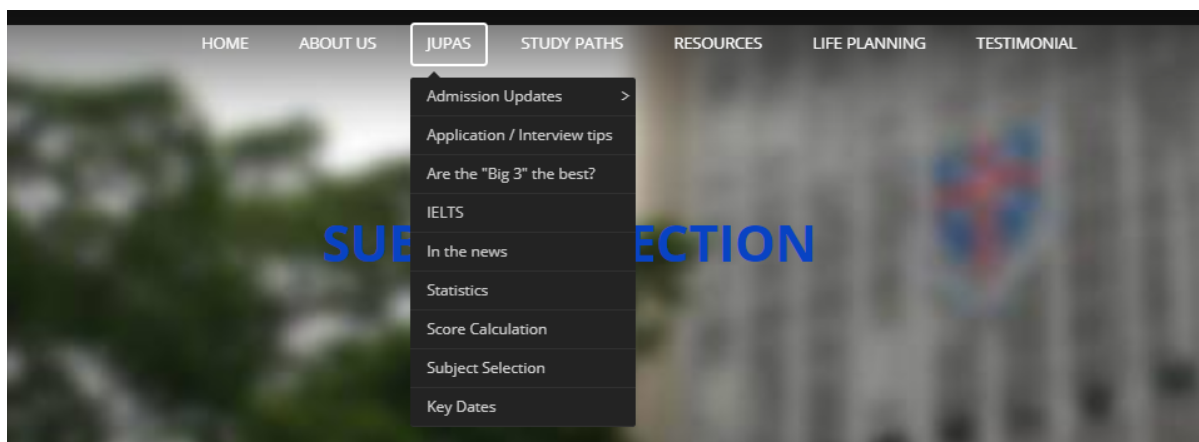 HOME ABOUT US JUPAS STUDY PATHS RESOURCES LIFE PLANNING TESTIMONIAL
Admission Updates >
Application / Interview tips
Are the "Big 3" the best?
IELTS
SUB ECTION
In the news
Statistics
Score Calculation
Subject Selection
Key Dates